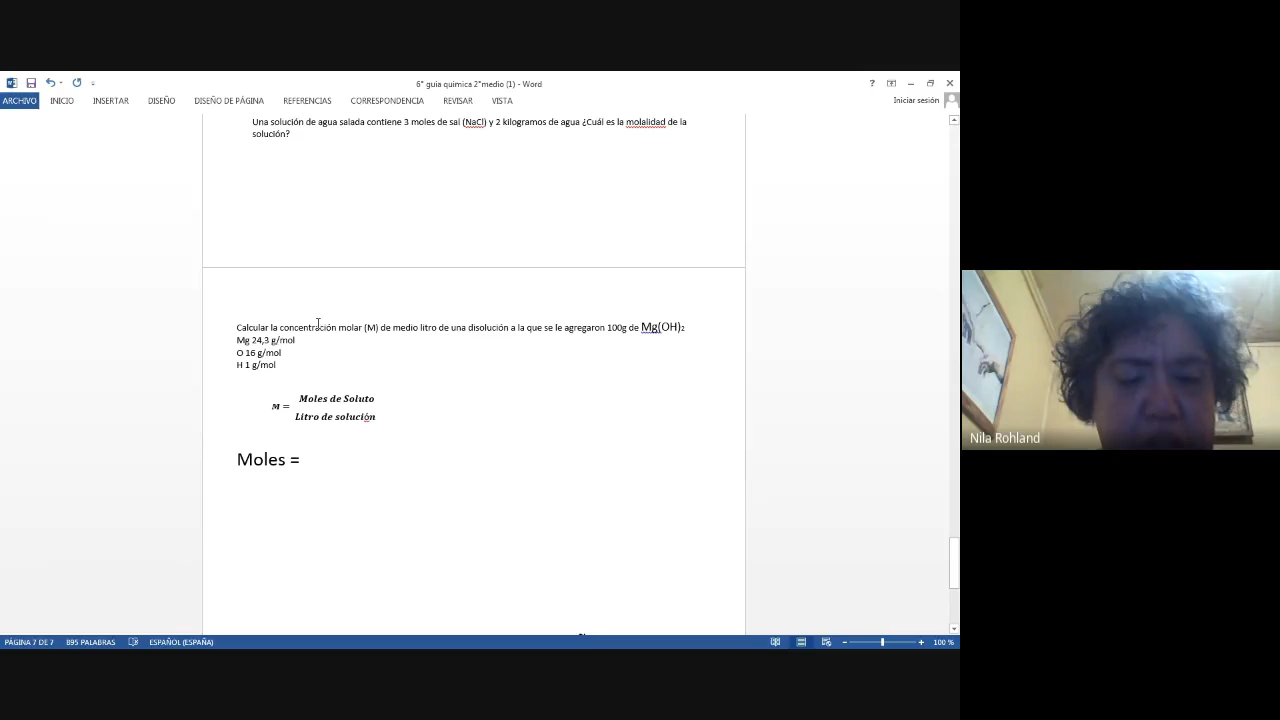 6° guia quimica 2°medio (1) - Word
ARCHIVO INICIO INSERTAR DISEÑO DISEÑO DE PÁGINA REFERENCIAS CORRESPONDENCIA REVISAR VISTA Iniciar sesión
Una solución de agua salada contiene 3 moles de sal (NaCl) y 2 kilogramos de agua ¿Cuál es la molalidad de la
solución?
Calcular la concentración molar (M) de medio litro de una disolución a la que se le agregaron 100g de Mg(OH)₂
Mg 24,3 g/mol
O 16 g/mol
H 1 g/mol
M = Moles de Soluto
Litro de solución
Moles =
Nila Rohland
PÁGINA 7 DE 7 895 PALABRAS ESPAÑOL (ESPAÑA) 100 %